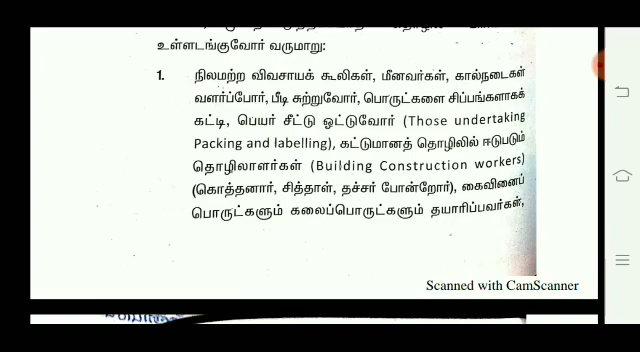 உள்ளடங்குவோர் வருமாறு:
1. நிலமற்ற விவசாயக் கூலிகள், மீனவர்கள், கால்நடைகள்
வளர்ப்போர், பீடி சுற்றுவோர், பொருட்களை சிப்பங்களாகக்
கட்டி, பெயர் சீட்டு ஒட்டுவோர் (Those undertaking
Packing and labelling), கட்டுமானத் தொழிலில் ஈடுபடும்
தொழிலாளர்கள் (Building Construction workers)
(கொத்தனார், சித்தாள், தச்சர் போன்றோர்), கைவினைப்
பொருட்களும் கலைப்பொருட்களும் தயாரிப்பவர்கள்,
Scanned with CamScanner